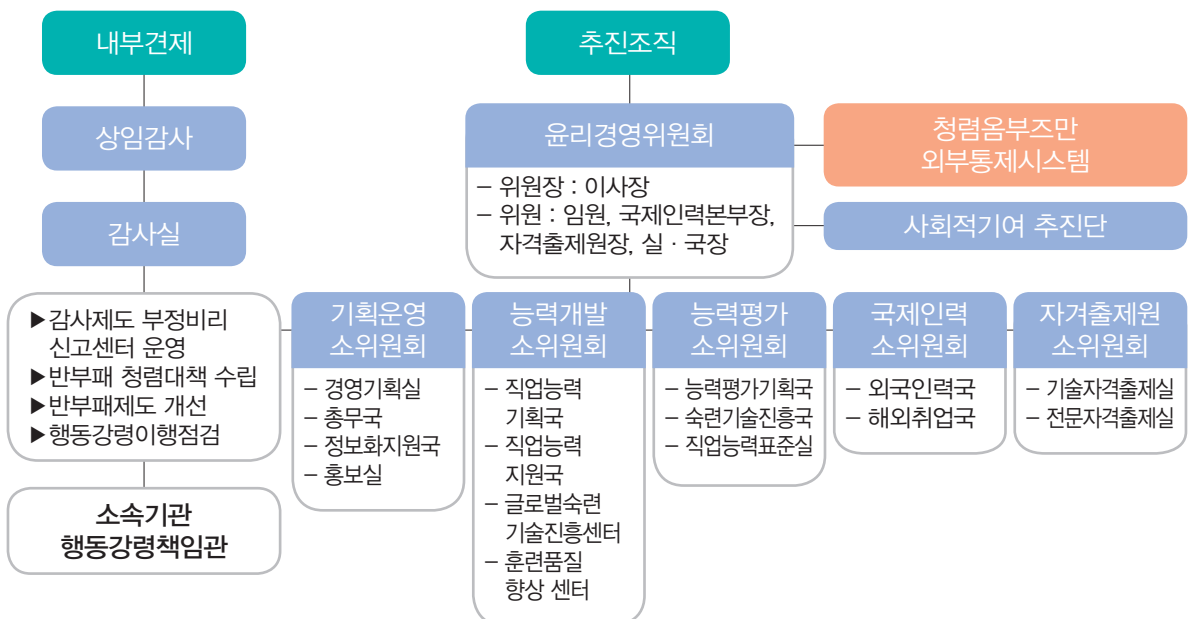 내부견제
상임감사
감사실
▶감사제도 부정비리
신고센터 운영
▶반부패 청렴대책 수립
▶반부패제도 개선
▶행동강령이행점검
소속기관
행동강령책임관
추진조직
윤리경영위원회
– 위원장 : 이사장
– 위원 : 임원, 국제인력본부장,
자격출제원장, 실 · 국장
청렴옴부즈만
외부통제시스템
사회적기여 추진단
기획운영
소위원회
– 경영기획실
– 총무국
– 정보화지원국
– 홍보실
능력개발
소위원회
– 직업능력
기획국
– 직업능력
지원국
– 글로벌숙련
기술진흥센터
– 훈련품질
향상 센터
능력평가
소위원회
– 능력평가기획국
– 숙련기술진흥국
– 직업능력표준실
국제인력
소위원회
– 외국인력국
– 해외취업국
자격출제원
소위원회
– 기술자격출제실
– 전문자격출제실